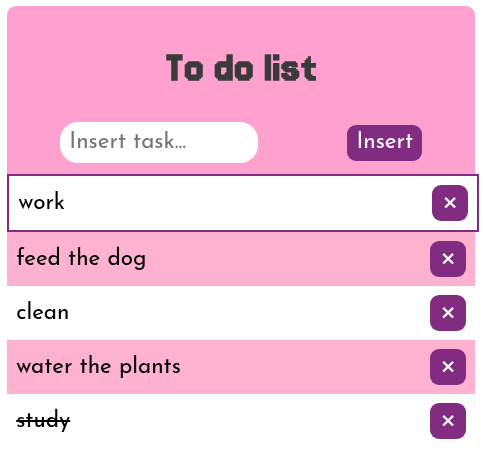 To do list
Insert task... Insert
work ×
feed the dog ×
clean ×
water the plants ×
study ×